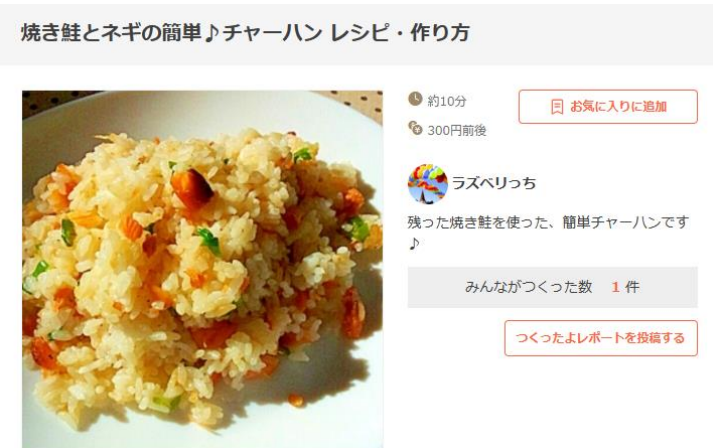 焼き鮭とネギの簡単♪チャーハン レシピ・作り方
約10分
お気に入りに追加
300円前後
ラズベリっち
残った焼き鮭を使った、簡単チャーハンです
♪
みんながつくった数 1 件
つくったよレポートを投稿する